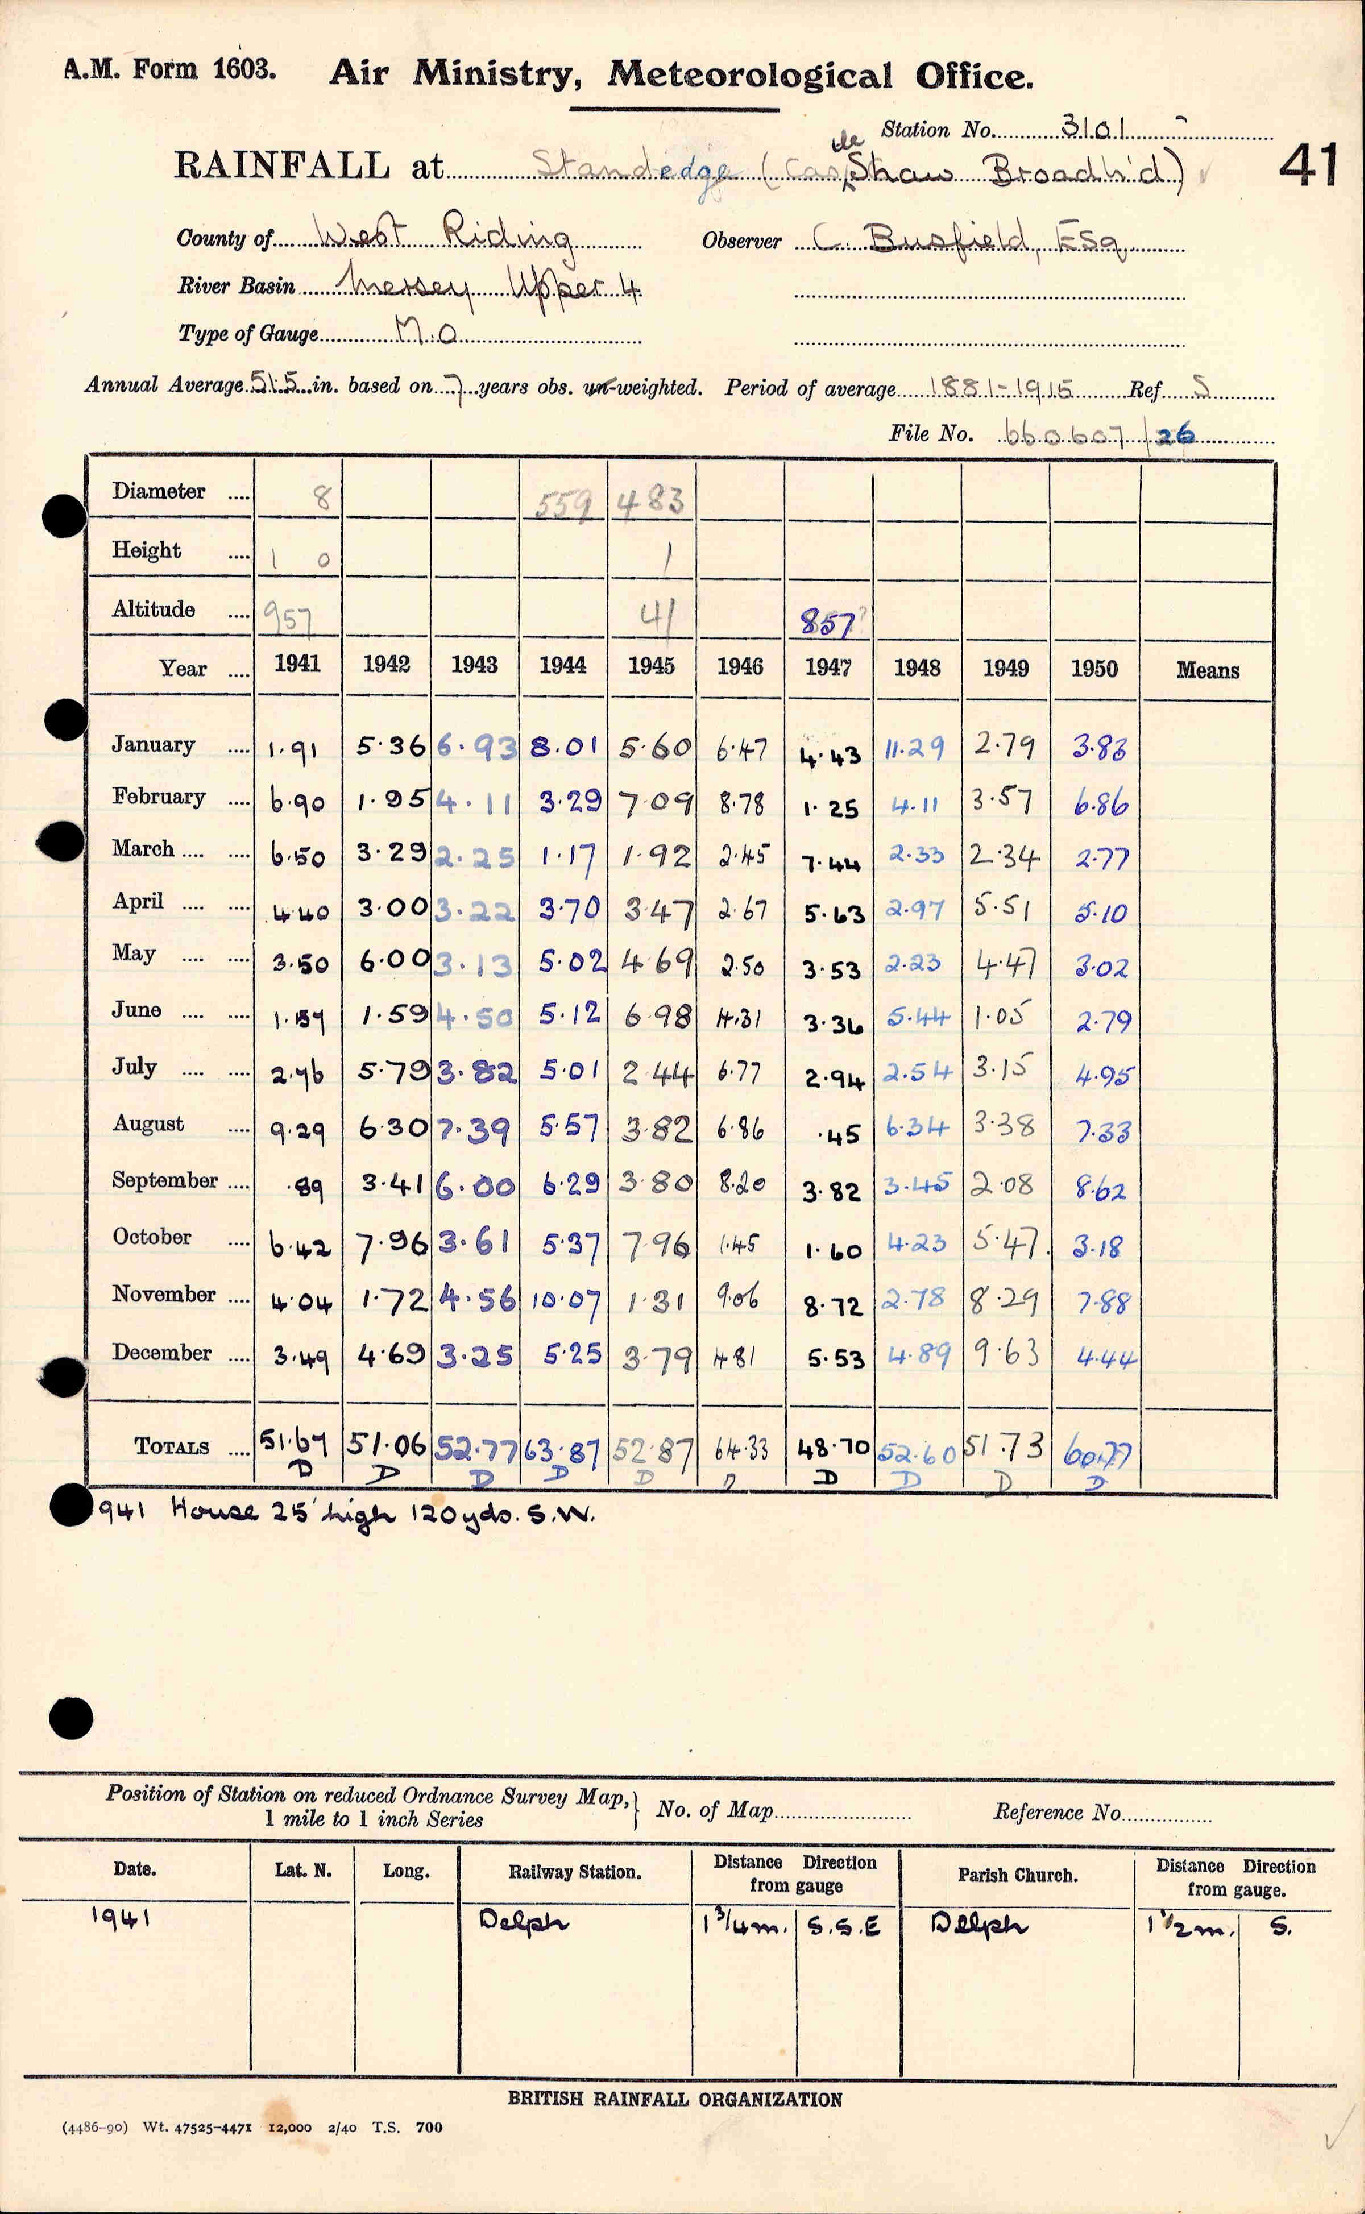 A.M. Form 1603. Air Ministry, Meteorological Office.
Station No. 3101
RAINFALL at Standedge (Castle Shaw Broadh'd) 41
County of West Riding Observer C. Busfield, Esq.
River Basin Mersey Upper 4
Type of Gauge M.O
Annual Average 51.5 in. based on 7 years obs. un-weighted. Period of average 1881-1915 Ref. S
File No. 660607/26
Diameter .... 8 559 483
Height .... 1 0 1
Altitude .... 957 41 857?
Year .... 1941 1942 1943 1944 1945 1946 1947 1948 1949 1950 Means
January .... 1.91 5.36 6.93 8.01 5.60 6.47 4.43 11.29 2.79 3.83
February .... 6.90 1.95 4.11 3.29 7.09 8.78 1.25 4.11 3.57 6.86
March .... .... 6.50 3.29 2.25 1.17 1.92 2.45 7.44 2.33 2.34 2.77
April .... .... 4.40 3.00 3.22 3.70 3.47 2.67 5.63 2.97 5.51 5.10
May .... .... 3.50 6.00 3.13 5.02 4.69 2.50 3.53 2.23 4.47 3.02
June .... .... 1.59 4.50 5.12 6.98 4.31 3.36 5.44 1.05 2.79
July .... .... 5.79 3.82 5.01 2.44 6.77 2.94 2.54 3.15 4.95
August .... 9.29 6.30 7.39 5.57 3.82 6.86 .45 6.34 3.38 7.33
September .... .89 3.41 6.00 6.29 3.80 8.20 3.82 3.45 2.08 8.62
October .... 6.42 7.96 3.61 5.37 7.96 1.45 1.60 4.23 5.47 3.18
November .... 4.04 1.72 4.56 10.07 1.31 9.06 8.72 2.78 8.29 7.88
December .... 3.49 4.69 3.25 5.25 3.79 4.81 5.53 4.89 9.63 4.44
TOTALS .... 51.06 52.77 63.87 52.87 64.33 48.70 52.60 51.73 60.77
D D D D D D D D D D
941 House 25' high 120 yds. S.W.
Position of Station on reduced Ordnance Survey Map,} No. of Map Reference No.
1 mile to 1 inch Series
Date. Lat. N. Long. Railway Station. Distance Direction from gauge Parish Church. Distance Direction from gauge.
1941 Delph 1 3/4 m. S.S.E Delph 1 1/2 m. S.
BRITISH RAINFALL ORGANIZATION
(4486-90) Wt. 47525-4471 12,000 2/40 T.S. 700